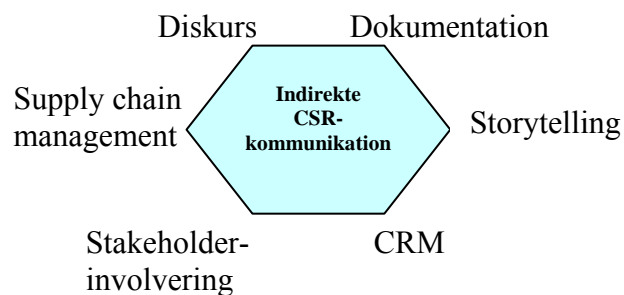 Diskurs
Dokumentation
Supply chain
management
Indirekte
CSR-
kommunikation
Storytelling
Stakeholder-
involvering
CRM